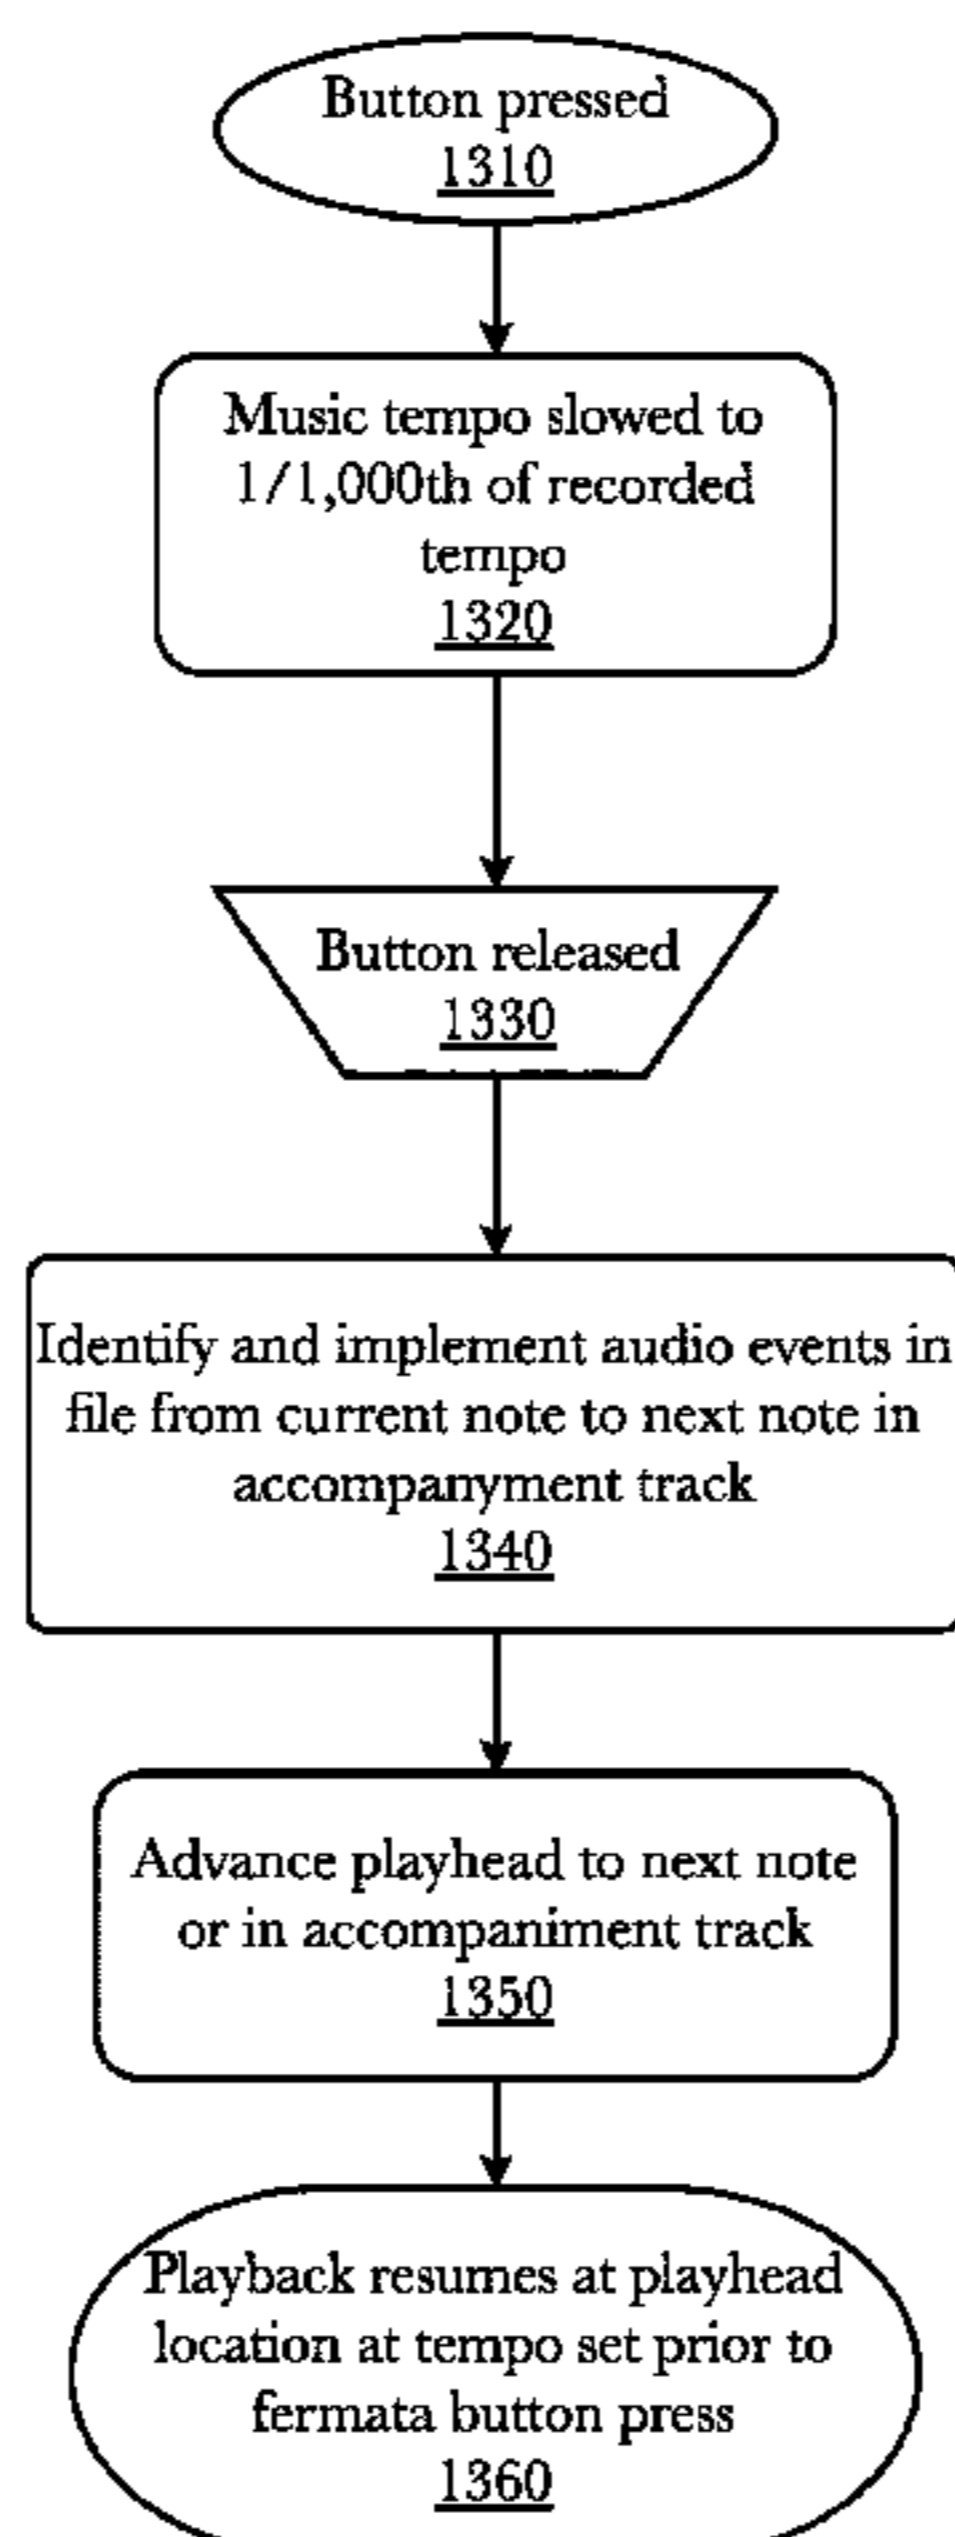 Button pressed
1310
Music tempo slowed to
1/1,000th of recorded
tempo
1320
Button released
1330
Identify and implement audio events in
file from current note to next note in
accompanyment track
1340
Advance playhead to next note
or in accompaniment track
1350
Playback resumes at playhead
location at tempo set prior to
fermata button press
1360